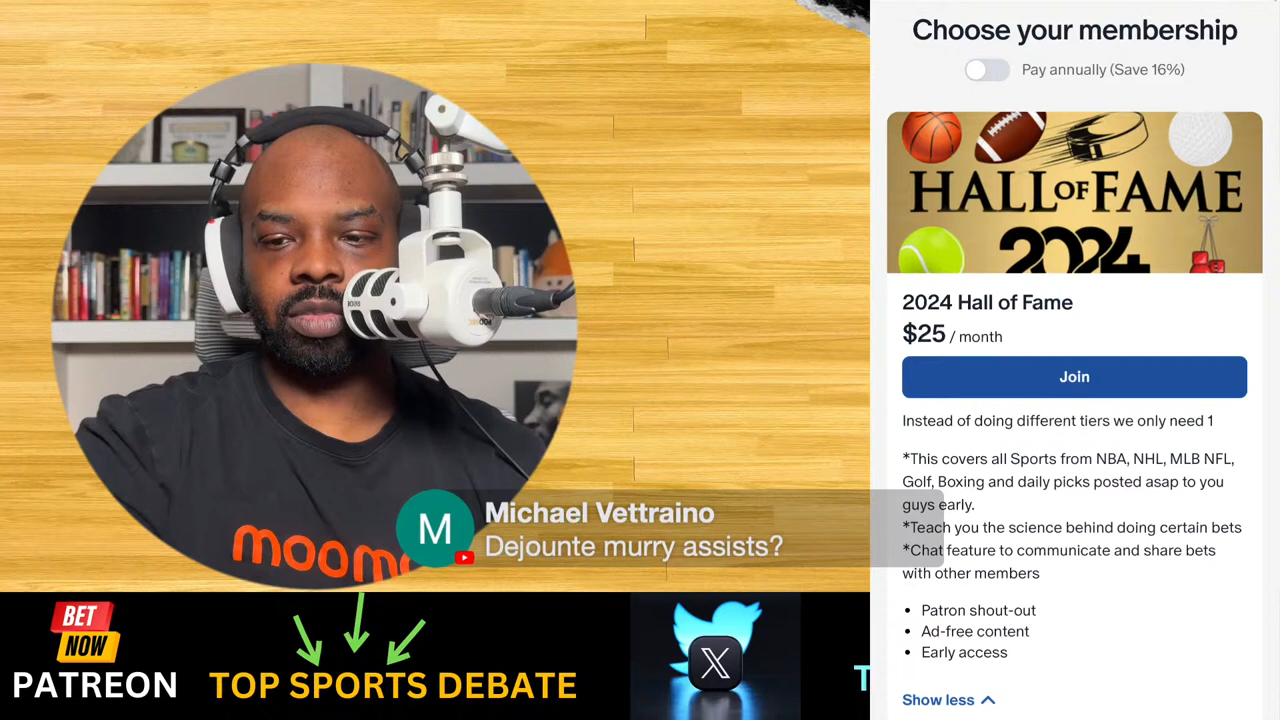 Choose your membership
Pay annually (Save 16%)
HALL OF FAME
2024
2024 Hall of Fame
$25 / month
Join
Instead of doing different tiers we only need 1
*This covers all Sports from NBA, NHL, MLB NFL,
Golf, Boxing and daily picks posted asap to you
guys early.
*Teach you the science behind doing certain bets
*Chat feature to communicate and share bets
with other members
• Patron shout-out
• Ad-free content
• Early access
Show less
moom
M
Michael Vettraino
Dejounte murry assists?
BET
NOW
PATREON
TOP SPORTS DEBATE
X
T